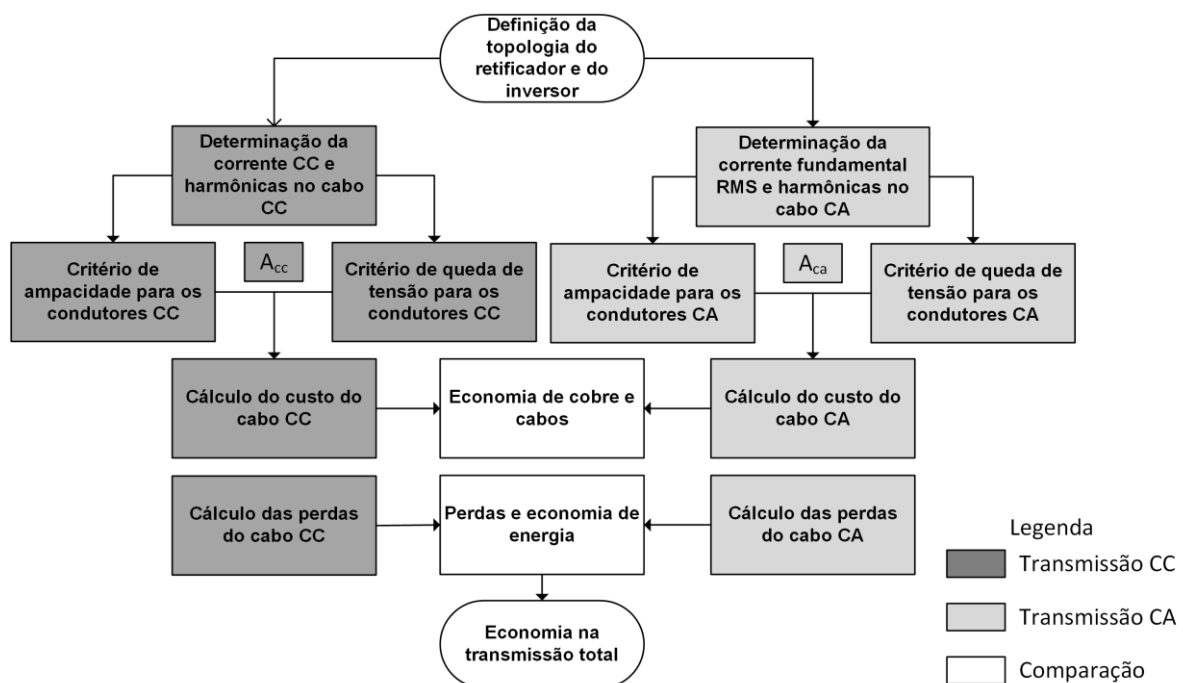 Definição da
topologia do
retificador e do
inversor
Determinação da
corrente CC e
harmônicas no cabo
CC
Determinação da
corrente fundamental
RMS e harmônicas no
cabo CA
Critério de
ampacidade para os
condutores CC
Acc
Critério de queda de
tensão para os
condutores CC
Critério de
ampacidade para os
condutores CA
Aca
Critério de queda de
tensão para os
condutores CA
Cálculo do custo do
cabo CC
Economia de cobre e
cabos
Cálculo do custo do
cabo CA
Cálculo das perdas do
cabo CC
Perdas e economia de
energia
Cálculo das perdas
do cabo CA
Economia na
transmissão total
Legenda
Transmissão CC
Transmissão CA
Comparação